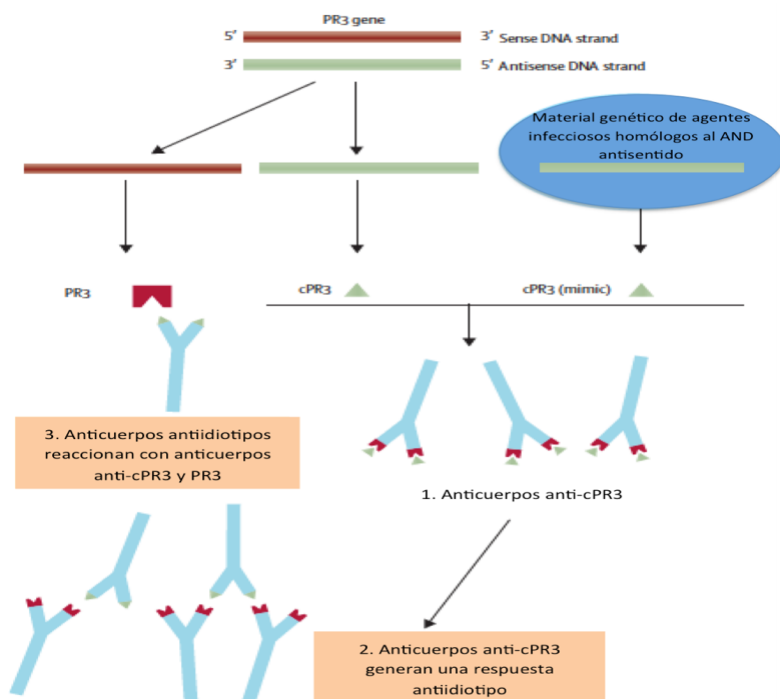 PR3 gene
5′ 3′ Sense DNA strand
3′ 5′ Antisense DNA strand
Material genético de agentes
infecciosos homólogos al AND
antisentido
PR3
cPR3
cPR3 (mimic)
3. Anticuerpos antiidiotipos
reaccionan con anticuerpos
anti-cPR3 y PR3
1. Anticuerpos anti-cPR3
2. Anticuerpos anti-cPR3
generan una respuesta
antiidiotipo